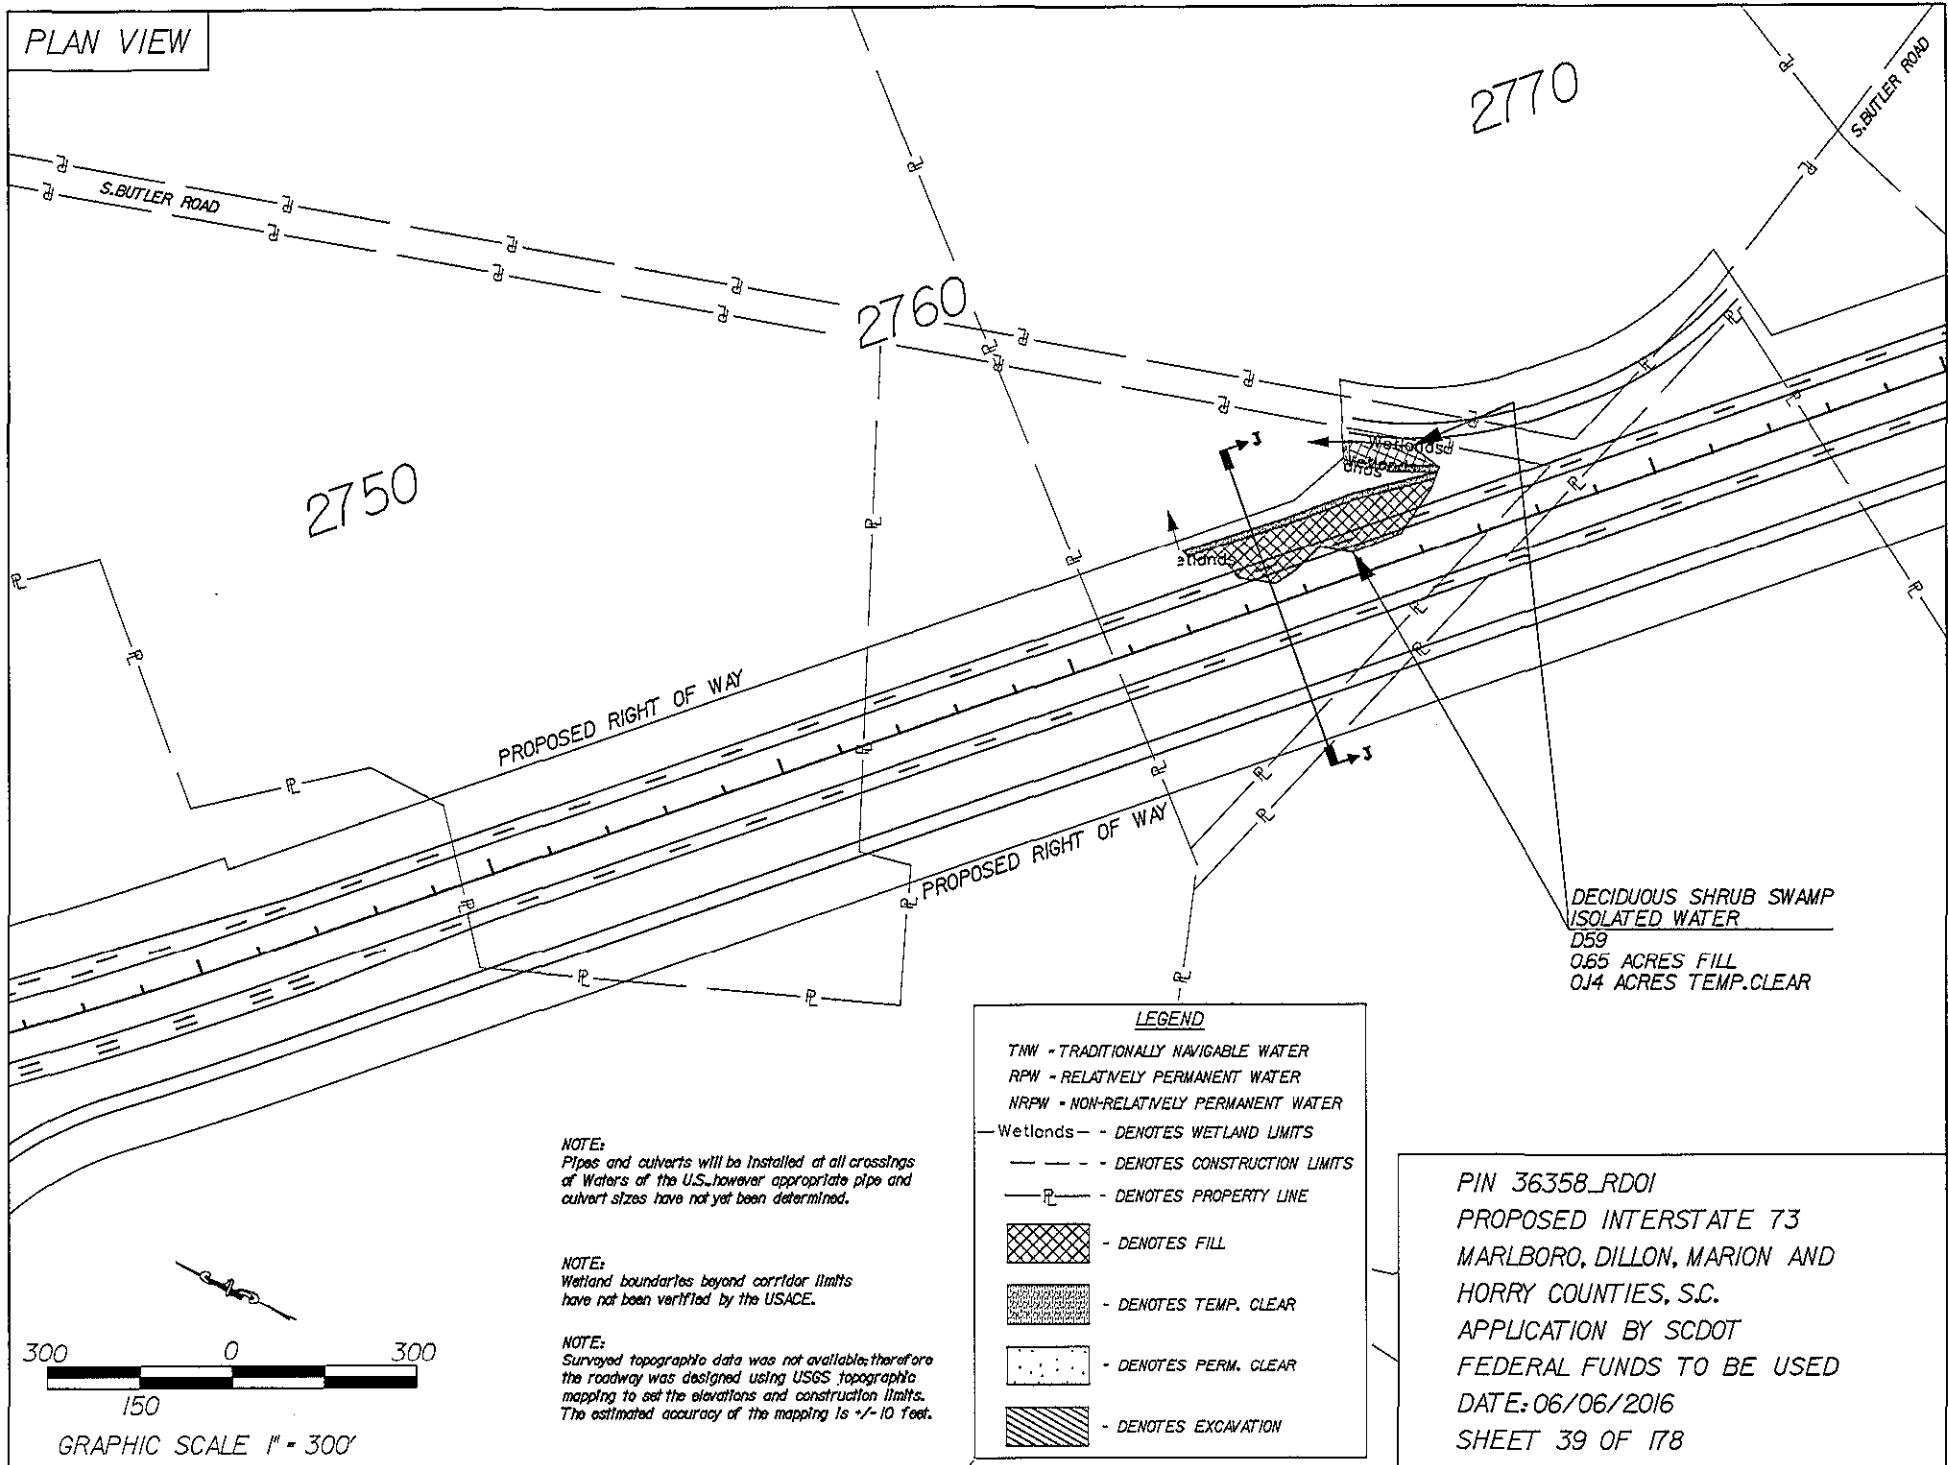 PLAN VIEW
2770
S.BUTLER ROAD
S.BUTLER ROAD
2760
2750
J
Wetlands
etlands
J
PROPOSED RIGHT OF WAY
PROPOSED RIGHT OF WAY
DECIDUOUS SHRUB SWAMP
ISOLATED WATER
D59
0.65 ACRES FILL
0.14 ACRES TEMP.CLEAR
LEGEND
TNW - TRADITIONALLY NAVIGABLE WATER
RPW - RELATIVELY PERMANENT WATER
NRPW - NON-RELATIVELY PERMANENT WATER
Wetlands - DENOTES WETLAND LIMITS
- DENOTES CONSTRUCTION LIMITS
PL - DENOTES PROPERTY LINE
- DENOTES FILL
- DENOTES TEMP. CLEAR
- DENOTES PERM. CLEAR
- DENOTES EXCAVATION
NOTE:
Pipes and culverts will be installed at all crossings
of Waters of the U.S., however appropriate pipe and
culvert sizes have not yet been determined.
NOTE:
Wetland boundaries beyond corridor limits
have not been verified by the USACE.
NOTE:
Surveyed topographic data was not available; therefore
the roadway was designed using USGS topographic
mapping to set the elevations and construction limits.
The estimated accuracy of the mapping is +/- 10 feet.
300 0 300
150
GRAPHIC SCALE 1" = 300'
PIN 36358_RD01
PROPOSED INTERSTATE 73
MARLBORO, DILLON, MARION AND
HORRY COUNTIES, S.C.
APPLICATION BY SCDOT
FEDERAL FUNDS TO BE USED
DATE: 06/06/2016
SHEET 39 OF 178